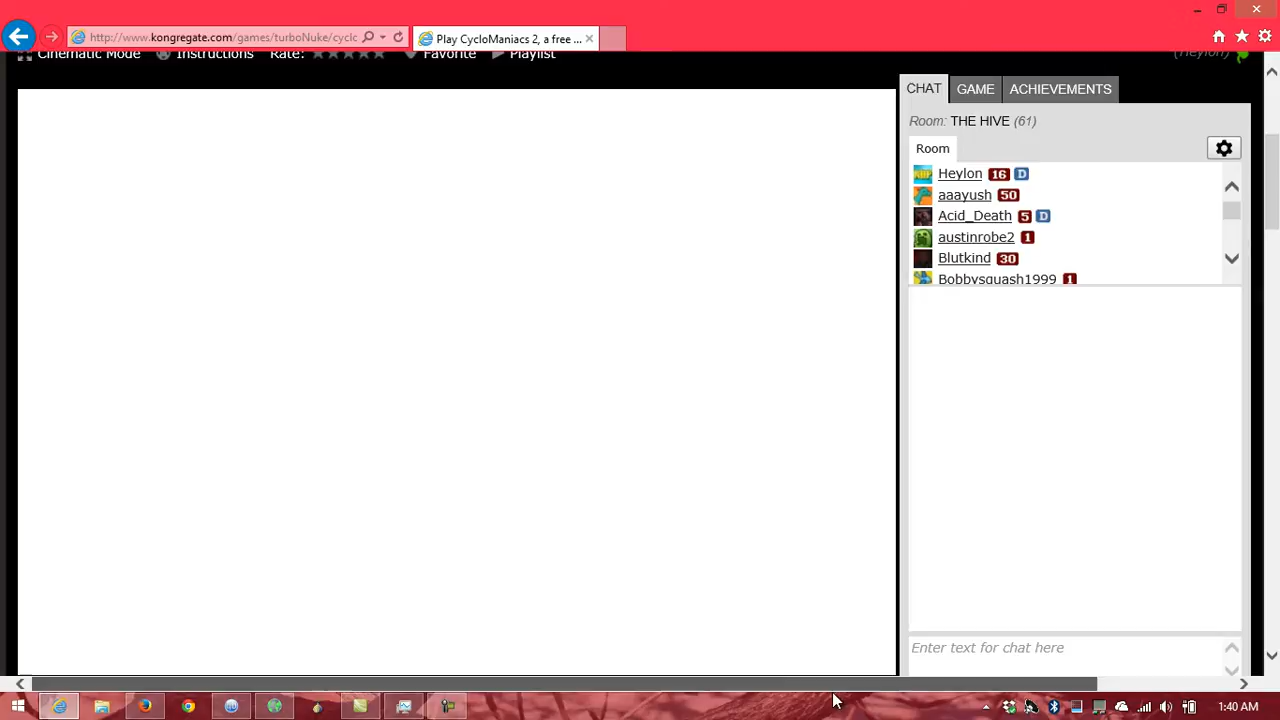 http://www.kongregate.com/games/turboNuke/cyclc
Play CycloManiacs 2, a free ...
Cinematic Mode Instructions Rate: Favorite Playlist (Heylon)
CHAT GAME ACHIEVEMENTS
Room: THE HIVE (61)
Room
Heylon 16 D
aaayush 50
Acid_Death 5 D
austinrobe2 1
Blutkind 30
Bobbysquash1999 1
Enter text for chat here
1:40 AM